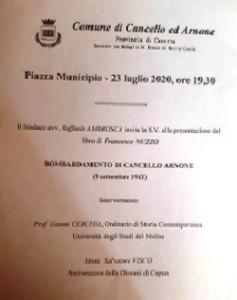 Comune di Cancello ed Arnone
Provincia di Caserta
Piazza Municipio - 23 luglio 2020, ore 19,30
Il Sindaco avv. Raffaele AMBROSCA invita la S.V. alla presentazione del
libro di Francesco NUZZO
BOMBARDAMENTO DI CANCELLO ARNONE
(9 settembre 1943)
Interverranno:
Prof. Gianni CERCHIA, Ordinario di Storia Contemporanea
Università degli Studi del Molise
Mons. Salvatore VISCO
Arcivescovo della Diocesi di Capua